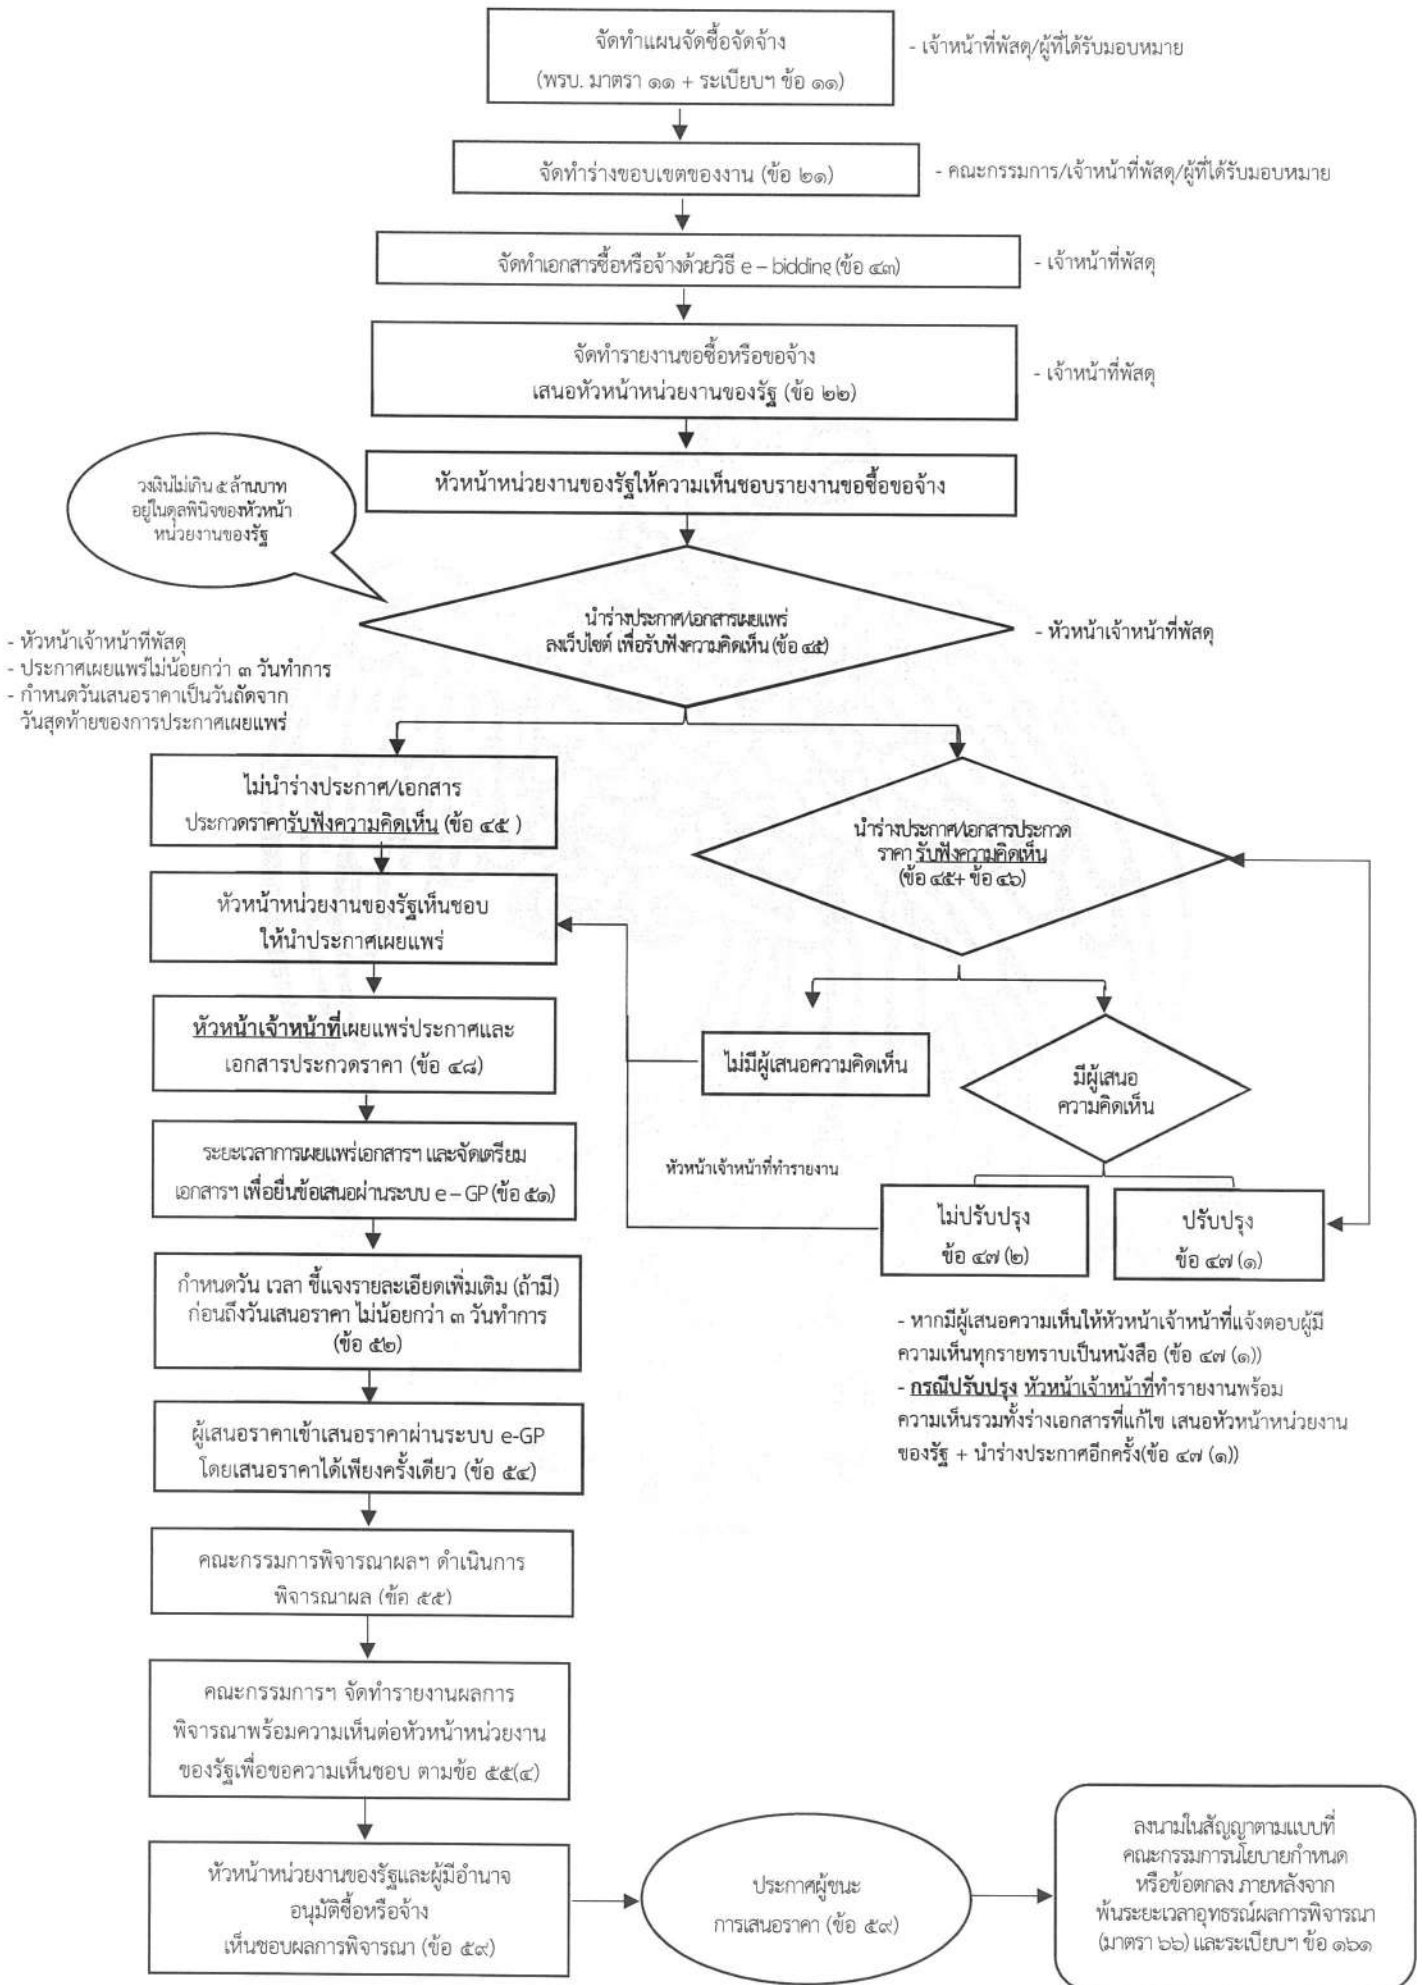 จัดทำแผนจัดซื้อจัดจ้าง
(พรบ. มาตรา ๑๑ + ระเบียบฯ ข้อ ๑๑)
- เจ้าหน้าที่พัสดุ/ผู้ที่ได้รับมอบหมาย
จัดทำร่างขอบเขตของงาน (ข้อ ๒๑)
- คณะกรรมการ/เจ้าหน้าที่พัสดุ/ผู้ที่ได้รับมอบหมาย
จัดทำเอกสารซื้อหรือจ้างด้วยวิธี e – bidding (ข้อ ๔๓)
- เจ้าหน้าที่พัสดุ
จัดทำรายงานขอซื้อหรือขอจ้าง
เสนอหัวหน้าหน่วยงานของรัฐ (ข้อ ๒๒)
- เจ้าหน้าที่พัสดุ
หัวหน้าหน่วยงานของรัฐให้ความเห็นชอบรายงานขอซื้อขอจ้าง
วงเงินไม่เกิน ๕ ล้านบาท
อยู่ในดุลพินิจของหัวหน้า
หน่วยงานของรัฐ
นำร่างประกาศ/เอกสารเผยแพร่
ลงเว็บไซต์ เพื่อรับฟังความคิดเห็น (ข้อ ๔๕)
- หัวหน้าเจ้าหน้าที่พัสดุ
- หัวหน้าเจ้าหน้าที่พัสดุ
- ประกาศเผยแพร่ไม่น้อยกว่า ๓ วันทำการ
- กำหนดวันเสนอราคาเป็นวันถัดจาก
วันสุดท้ายของการประกาศเผยแพร่
ไม่นำร่างประกาศ/เอกสาร
ประกวดราคารับฟังความคิดเห็น (ข้อ ๔๕ )
นำร่างประกาศ/เอกสารประกวด
ราคา รับฟังความคิดเห็น
(ข้อ ๔๕+ ข้อ ๔๖)
หัวหน้าหน่วยงานของรัฐเห็นชอบ
ให้นำประกาศเผยแพร่
หัวหน้าเจ้าหน้าที่เผยแพร่ประกาศและ
เอกสารประกวดราคา (ข้อ ๔๘)
ไม่มีผู้เสนอความคิดเห็น
มีผู้เสนอ
ความคิดเห็น
ระยะเวลาการเผยแพร่เอกสารฯ และจัดเตรียม
เอกสารฯ เพื่อยื่นข้อเสนอผ่านระบบ e – GP (ข้อ ๕๑)
หัวหน้าเจ้าหน้าที่ทำรายงาน
ไม่ปรับปรุง
ข้อ ๔๗ (๒)
ปรับปรุง
ข้อ ๔๗ (๑)
กำหนดวัน เวลา ชี้แจงรายละเอียดเพิ่มเติม (ถ้ามี)
ก่อนถึงวันเสนอราคา ไม่น้อยกว่า ๓ วันทำการ
(ข้อ ๕๒)
- หากมีผู้เสนอความเห็นให้หัวหน้าเจ้าหน้าที่แจ้งตอบผู้มี
ความเห็นทุกรายทราบเป็นหนังสือ (ข้อ ๔๗ (๑))
- กรณีปรับปรุง หัวหน้าเจ้าหน้าที่ทำรายงานพร้อม
ความเห็นรวมทั้งร่างเอกสารที่แก้ไข เสนอหัวหน้าหน่วยงาน
ของรัฐ + นำร่างประกาศอีกครั้ง(ข้อ ๔๗ (๑))
ผู้เสนอราคาเข้าเสนอราคาผ่านระบบ e-GP
โดยเสนอราคาได้เพียงครั้งเดียว (ข้อ ๕๔)
คณะกรรมการพิจารณาผลฯ ดำเนินการ
พิจารณาผล (ข้อ ๕๕)
คณะกรรมการฯ จัดทำรายงานผลการ
พิจารณาพร้อมความเห็นต่อหัวหน้าหน่วยงาน
ของรัฐเพื่อขอความเห็นชอบ ตามข้อ ๕๕(๔)
หัวหน้าหน่วยงานของรัฐและผู้มีอำนาจ
อนุมัติซื้อหรือจ้าง
เห็นชอบผลการพิจารณา (ข้อ ๕๙)
ประกาศผู้ชนะ
การเสนอราคา (ข้อ ๕๙)
ลงนามในสัญญาตามแบบที่
คณะกรรมการนโยบายกำหนด
หรือข้อตกลง ภายหลังจาก
พ้นระยะเวลาอุทธรณ์ผลการพิจารณา
(มาตรา ๖๖) และระเบียบฯ ข้อ ๑๖๑